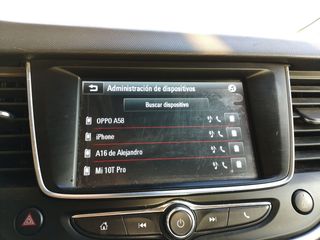 Administración de dispositivos
Buscar dispositivo
OPPO A58
iPhone
A16 de Alejandro
Mi 10T Pro